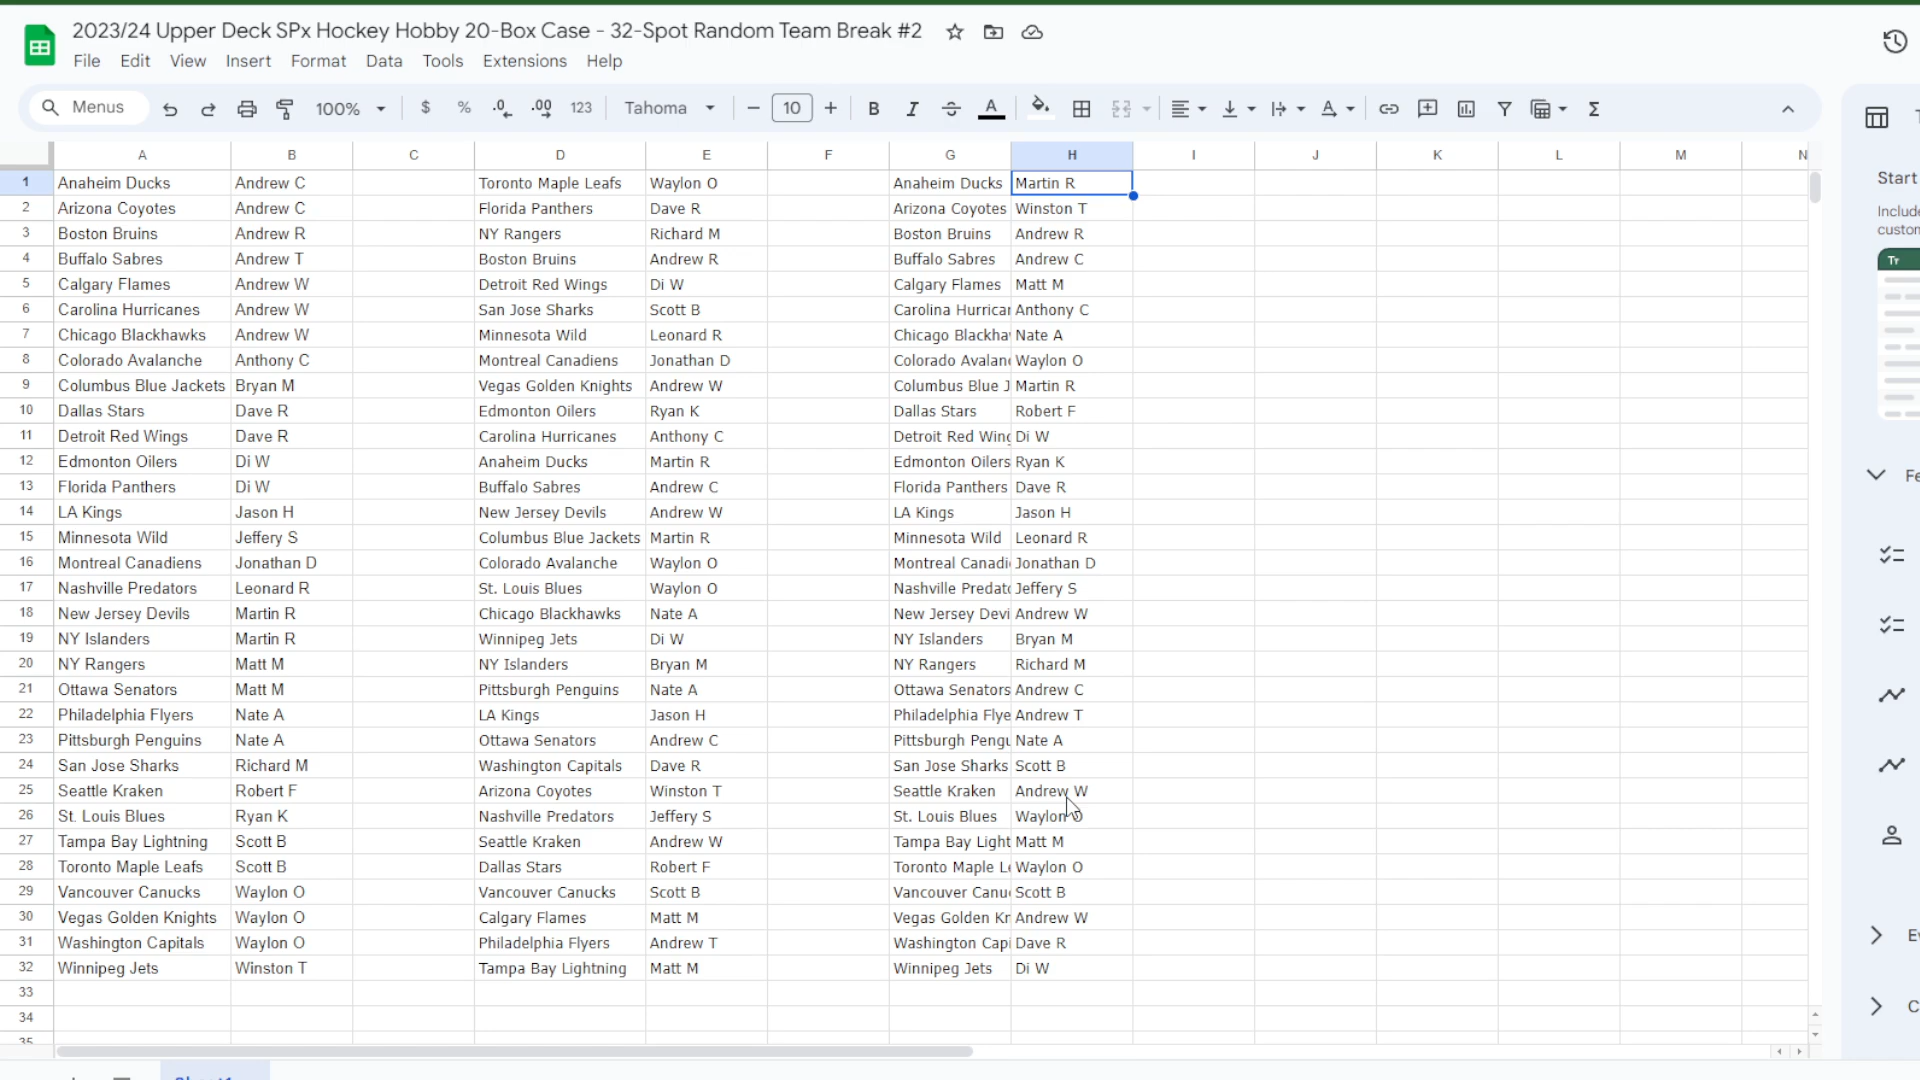 2023/24 Upper Deck SPx Hockey Hobby 20-Box Case - 32-Spot Random Team Break #2
File Edit View Insert Format Data Tools Extensions Help
Menus 100% $ % .0 .00 123 Tahoma 10 B I A
A B C D E F G H I J K L M N
Start
Include
custom
1 Anaheim Ducks Andrew C Toronto Maple Leafs Waylon O Anaheim Ducks Martin R
2 Arizona Coyotes Andrew C Florida Panthers Dave R Arizona Coyotes Winston T
3 Boston Bruins Andrew R NY Rangers Richard M Boston Bruins Andrew R
4 Buffalo Sabres Andrew T Boston Bruins Andrew R Buffalo Sabres Andrew C
5 Calgary Flames Andrew W Detroit Red Wings Di W Calgary Flames Matt M
6 Carolina Hurricanes Andrew W San Jose Sharks Scott B Carolina Hurrica Anthony C
7 Chicago Blackhawks Andrew W Minnesota Wild Leonard R Chicago Blackha Nate A
8 Colorado Avalanche Anthony C Montreal Canadiens Jonathan D Colorado Avalan Waylon O
9 Columbus Blue Jackets Bryan M Vegas Golden Knights Andrew W Columbus Blue J Martin R
10 Dallas Stars Dave R Edmonton Oilers Ryan K Dallas Stars Robert F
11 Detroit Red Wings Dave R Carolina Hurricanes Anthony C Detroit Red Wing Di W
12 Edmonton Oilers Di W Anaheim Ducks Martin R Edmonton Oilers Ryan K
13 Florida Panthers Di W Buffalo Sabres Andrew C Florida Panthers Dave R
14 LA Kings Jason H New Jersey Devils Andrew W LA Kings Jason H
15 Minnesota Wild Jeffery S Columbus Blue Jackets Martin R Minnesota Wild Leonard R
16 Montreal Canadiens Jonathan D Colorado Avalanche Waylon O Montreal Canadi Jonathan D
17 Nashville Predators Leonard R St. Louis Blues Waylon O Nashville Predat Jeffery S
18 New Jersey Devils Martin R Chicago Blackhawks Nate A New Jersey Devi Andrew W
19 NY Islanders Martin R Winnipeg Jets Di W NY Islanders Bryan M
20 NY Rangers Matt M NY Islanders Bryan M NY Rangers Richard M
21 Ottawa Senators Matt M Pittsburgh Penguins Nate A Ottawa Senators Andrew C
22 Philadelphia Flyers Nate A LA Kings Jason H Philadelphia Flye Andrew T
23 Pittsburgh Penguins Nate A Ottawa Senators Andrew C Pittsburgh Pengu Nate A
24 San Jose Sharks Richard M Washington Capitals Dave R San Jose Sharks Scott B
25 Seattle Kraken Robert F Arizona Coyotes Winston T Seattle Kraken Andrew W
26 St. Louis Blues Ryan K Nashville Predators Jeffery S St. Louis Blues Waylon O
27 Tampa Bay Lightning Scott B Seattle Kraken Andrew W Tampa Bay Light Matt M
28 Toronto Maple Leafs Scott B Dallas Stars Robert F Toronto Maple L Waylon O
29 Vancouver Canucks Waylon O Vancouver Canucks Scott B Vancouver Canu Scott B
30 Vegas Golden Knights Waylon O Calgary Flames Matt M Vegas Golden Kn Andrew W
31 Washington Capitals Waylon O Philadelphia Flyers Andrew T Washington Capi Dave R
32 Winnipeg Jets Winston T Tampa Bay Lightning Matt M Winnipeg Jets Di W
33
34
35